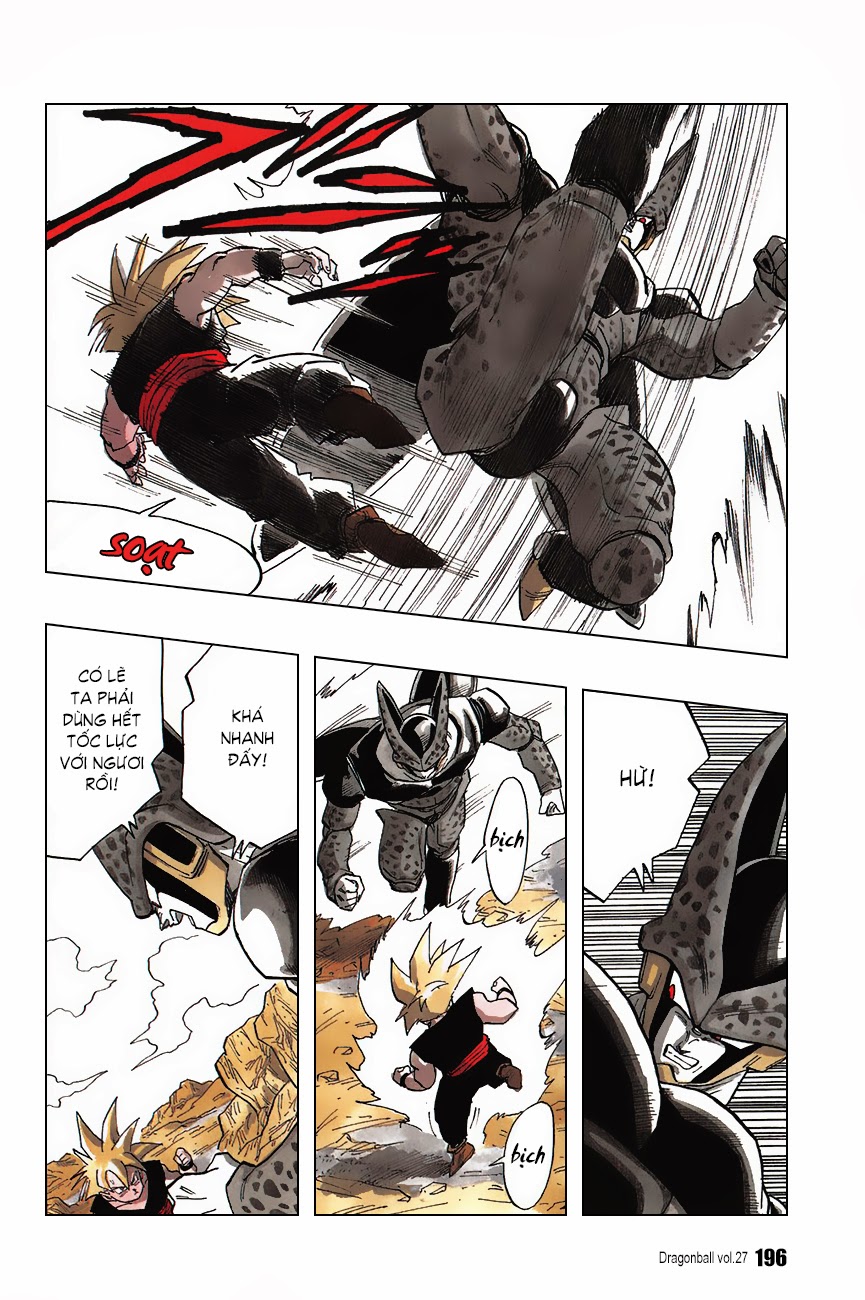 soạt
HỪ!
bịch
bịch
KHÁ
NHANH
ĐẤY!
CÓ LẼ
TA PHẢI
DÙNG HẾT
TỐC LỰC
VỚI NGƯƠI
RỒI!
Dragonball vol.27 196